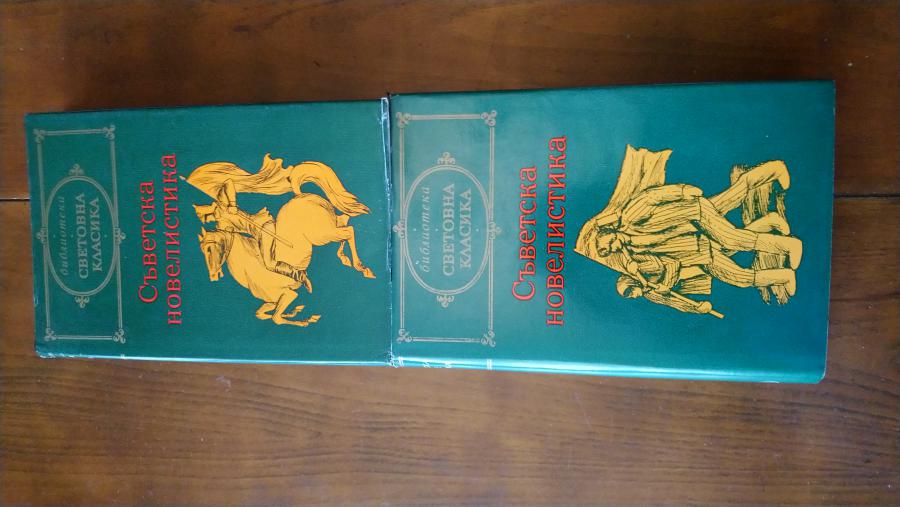 библиотека
СВЕТОВНА
КЛАСИКА
Съветска
новелистика
библиотека
СВЕТОВНА
КЛАСИКА
Съветска
новелистика